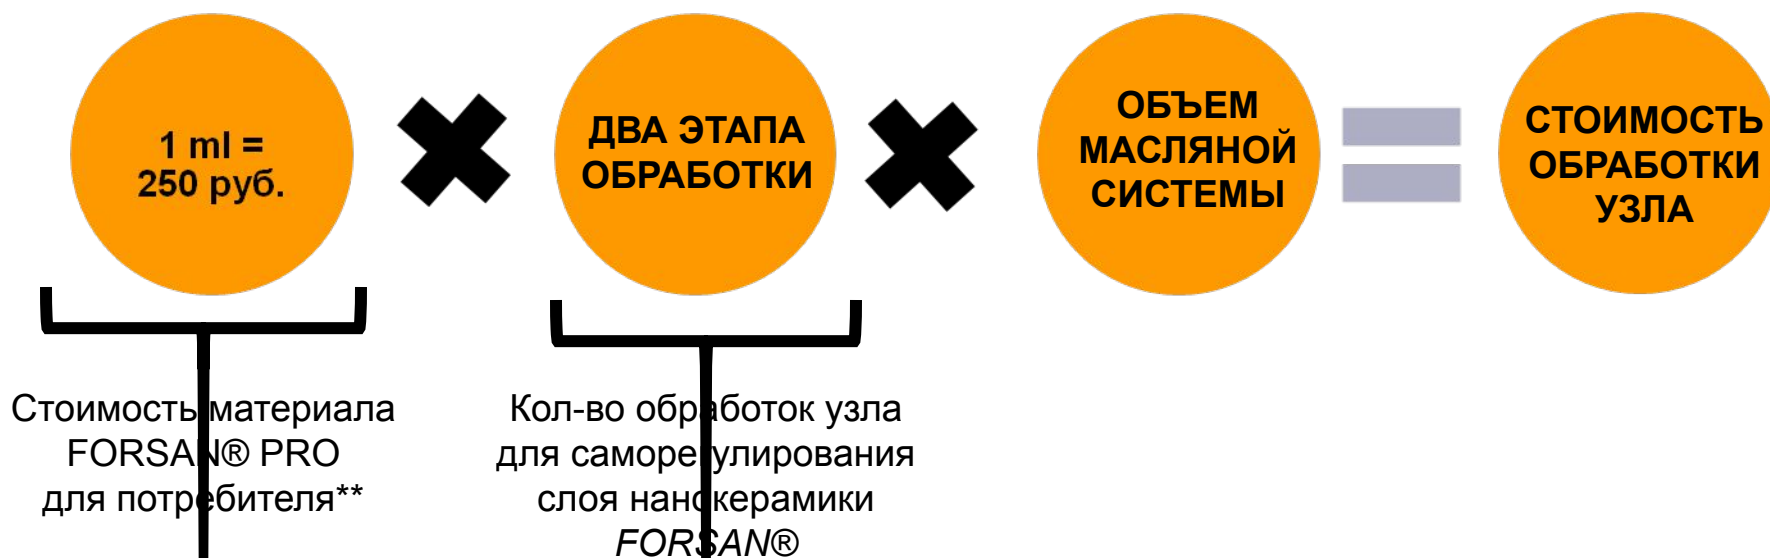 1 ml =
250 руб.
ДВА ЭТАПА
ОБРАБОТКИ
ОБЪЕМ
МАСЛЯНОЙ
СИСТЕМЫ
СТОИМОСТЬ
ОБРАБОТКИ
УЗЛА
Стоимость материала
FORSAN® PRO
для потребителя**
Кол-во обработок узла
для саморегулирования
слоя нанокерамики
FORSAN®